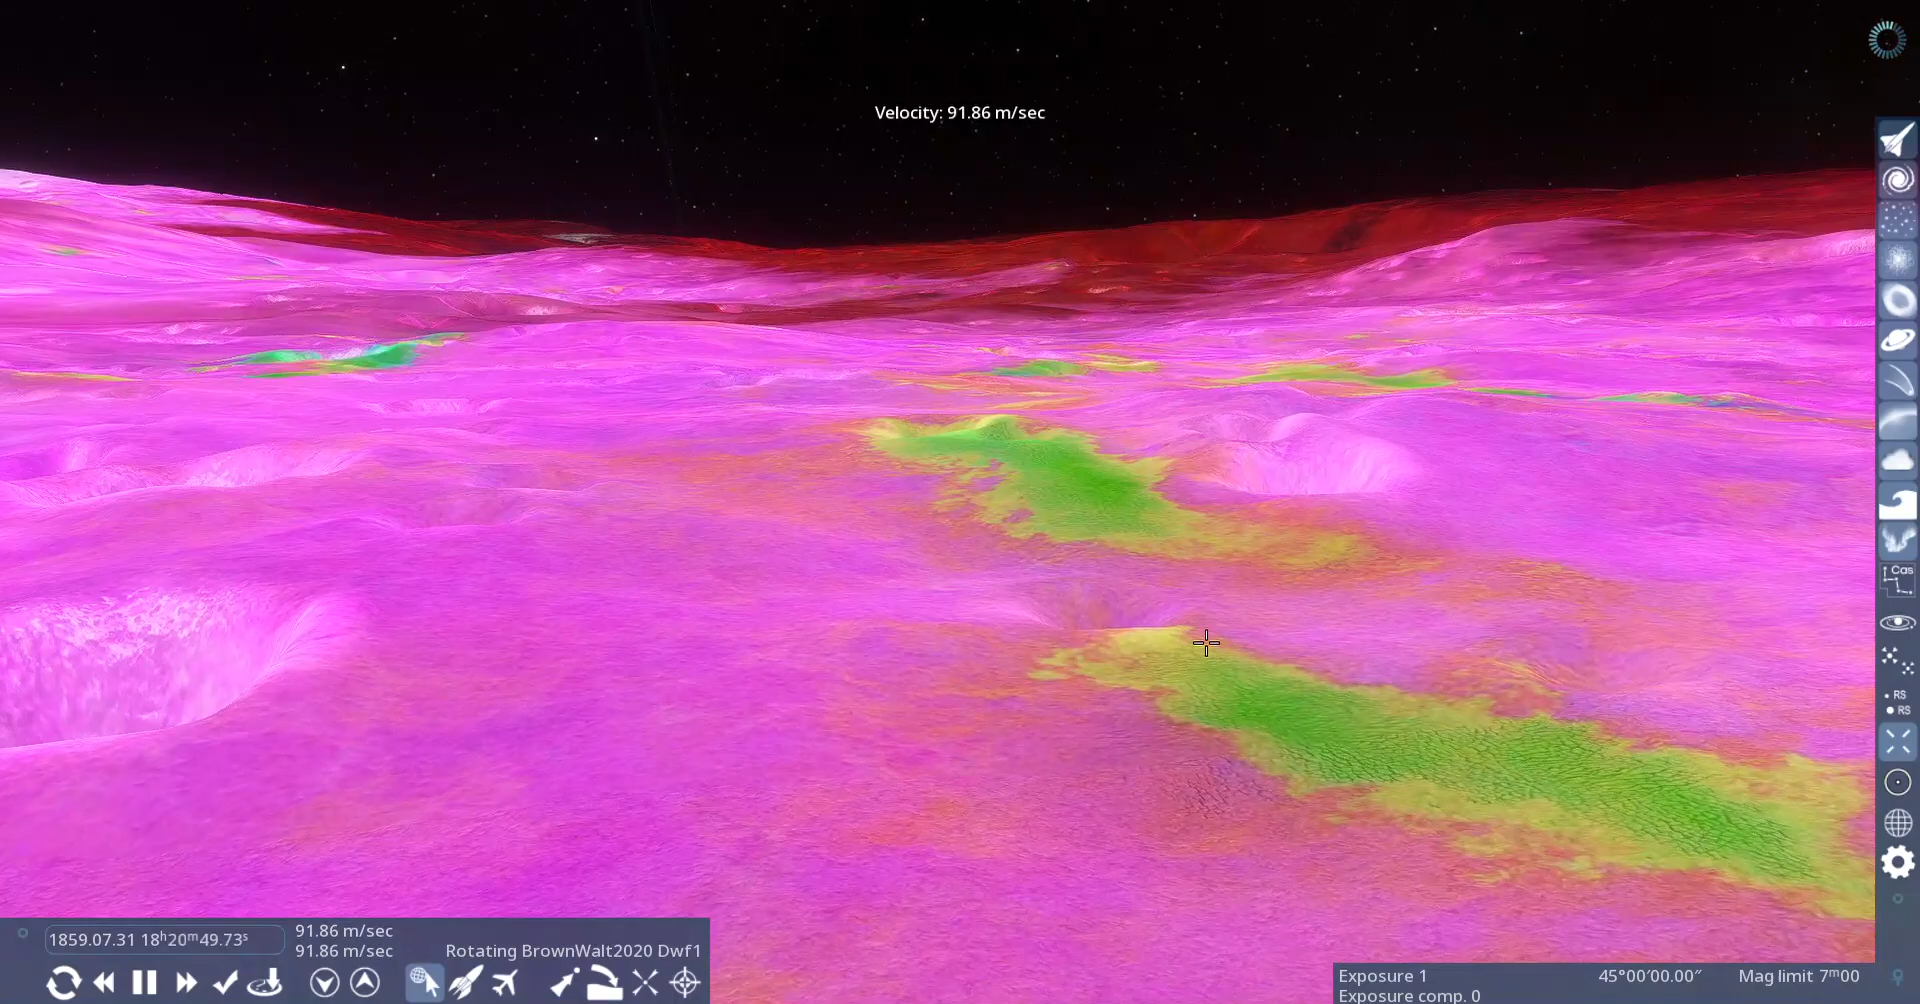 Velocity: 91.86 m/sec
Cas
RS
RS
1859.07.31 18ʰ20ᵐ49.73ˢ
91.86 m/sec
91.86 m/sec
Rotating BrownWalt2020 Dwf1
Exposure 1
45°00′00.00″
Mag limit 7ᵐ00
Exposure comp. 0